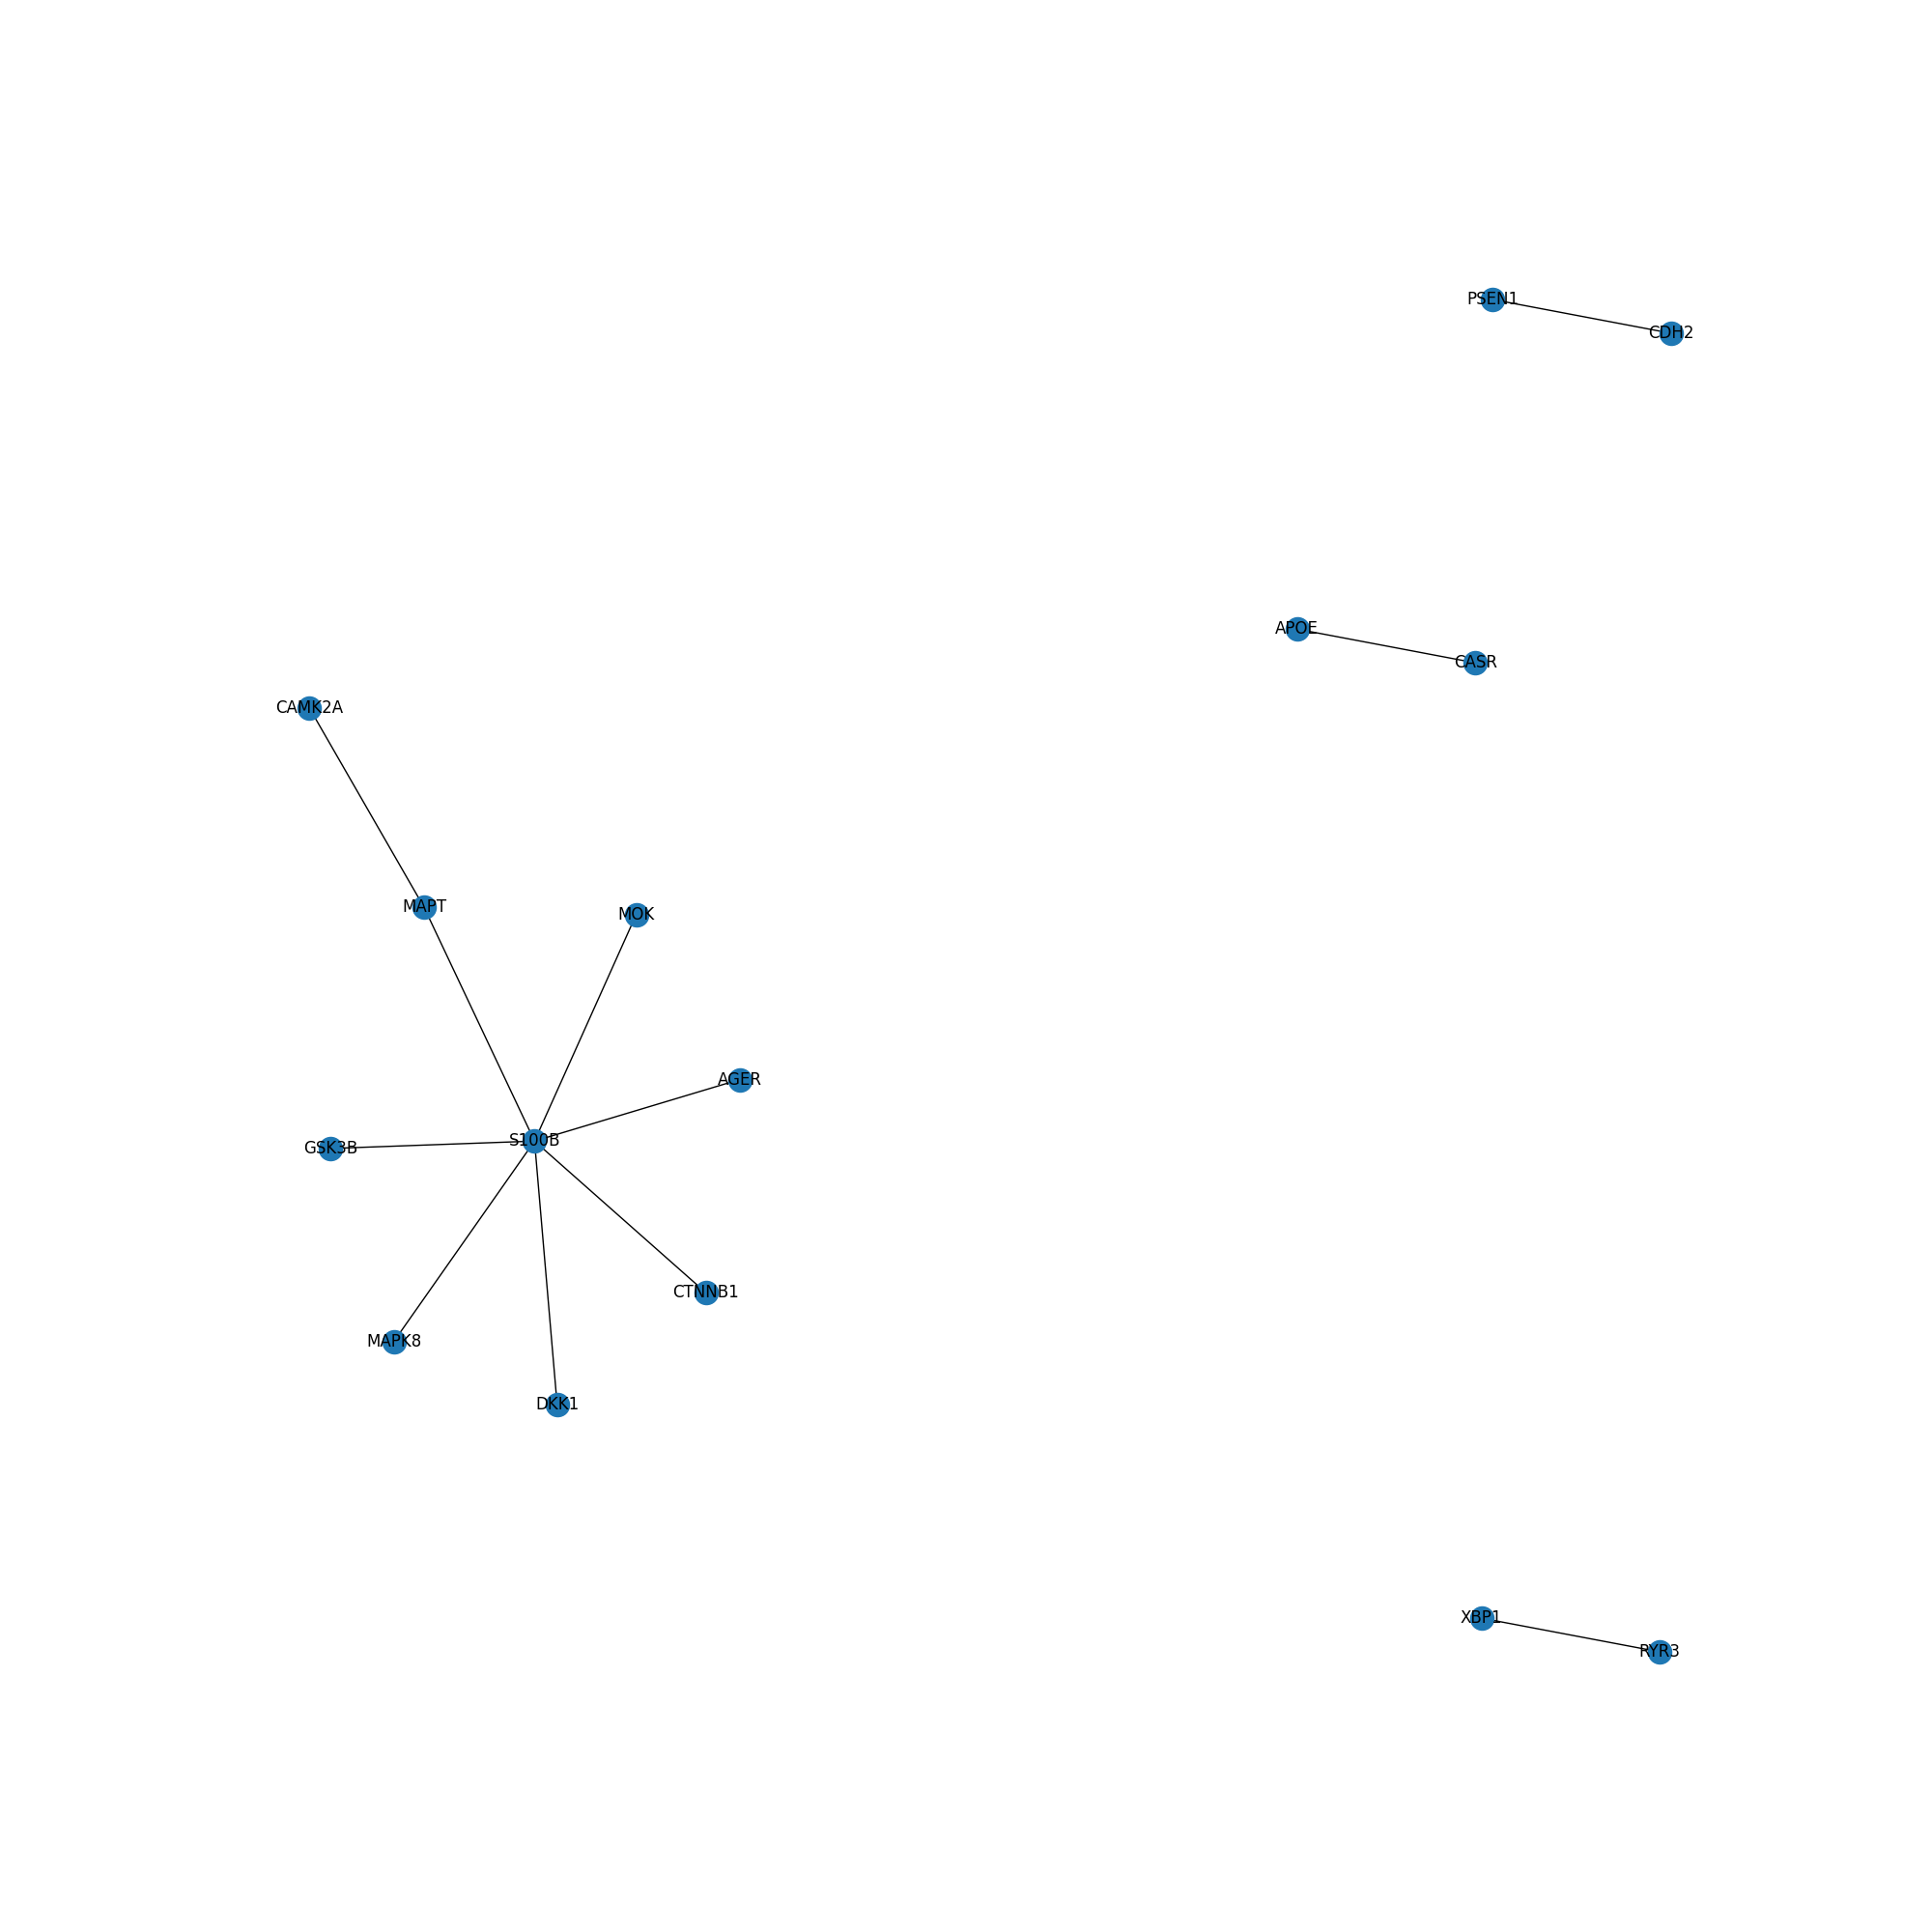 PSEN1
CDH2
APOE
CASR
CAMK2A
MAPT
MOK
AGER
S100B
GSK3B
CTNNB1
MAPK8
DKK1
XBP1
RYR3